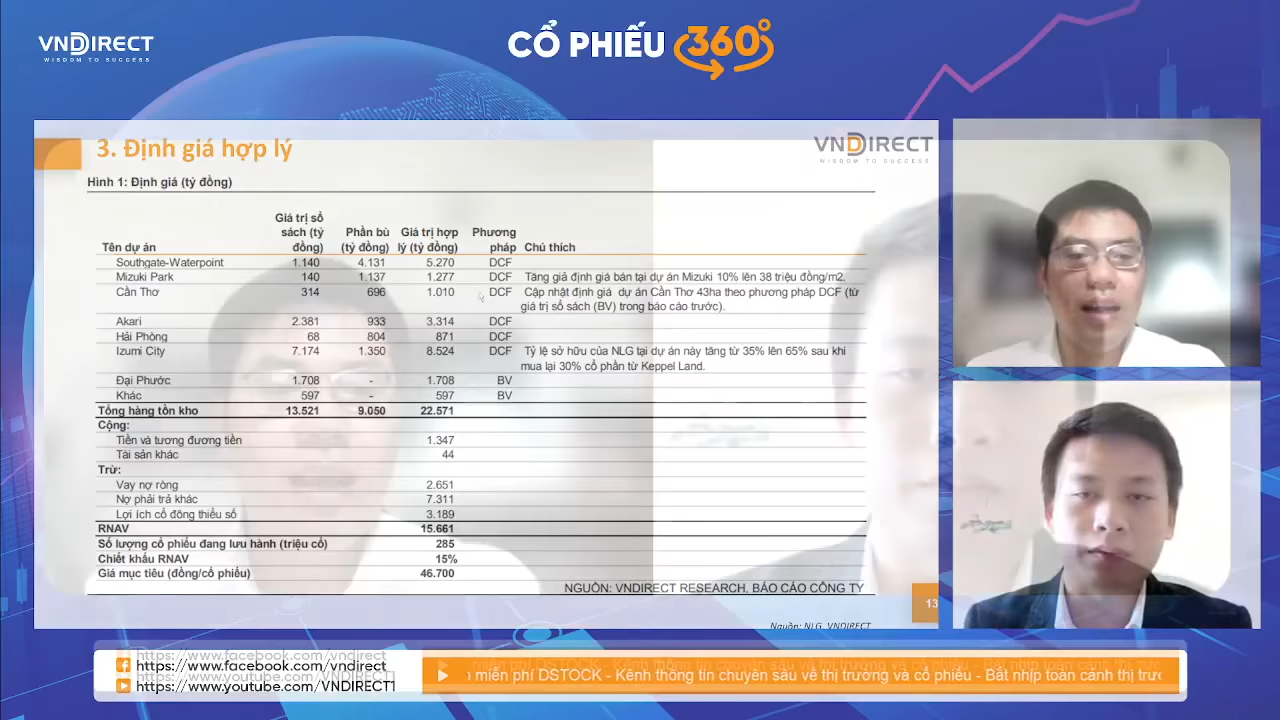 VNDIRECT
WISDOM TO SUCCESS
CỔ PHIẾU 360°
3. Định giá hợp lý
VNDIRECT
WISDOM TO SUCCESS
Hình 1: Định giá (tỷ đồng)
Tên dự án Giá trị sổ sách (tỷ đồng) Phần bù (tỷ đồng) Giá trị hợp lý (tỷ đồng) Phương pháp Chú thích
Southgate-Waterpoint 1.140 4.131 5.270 DCF
Mizuki Park 140 1.137 1.277 DCF Tăng giả định giá bán tại dự án Mizuki 10% lên 38 triệu đồng/m2.
Cần Thơ 314 696 1.010 DCF Cập nhật định giá dự án Cần Thơ 43ha theo phương pháp DCF (từ
giá trị sổ sách (BV) trong báo cáo trước).
Akari 2.381 933 3.314 DCF
Hải Phòng 68 804 871 DCF
Izumi City 7.174 1.350 8.524 DCF Tỷ lệ sở hữu của NLG tại dự án này tăng từ 35% lên 65% sau khi
mua lại 30% cổ phần từ Keppel Land.
Đại Phước 1.708 - 1.708 BV
Khác 597 - 597 BV
Tổng hàng tồn kho 13.521 9.050 22.571
Cộng:
Tiền và tương đương tiền 1.347
Tài sản khác 44
Trừ:
Vay nợ ròng 2.651
Nợ phải trả khác 7.311
Lợi ích cổ đông thiểu số 3.189
RNAV 15.661
Số lượng cổ phiếu đang lưu hành (triệu cổ) 285
Chiết khấu RNAV 15%
Giá mục tiêu (đồng/cổ phiếu) 46.700
NGUỒN: VNDIRECT RESEARCH, BÁO CÁO CÔNG TY
13
Nguồn: NLG, VNDIRECT
https://www.facebook.com/vndirect
https://www.facebook.com/vndirect
https://www.youtube.com/VNDIRECT1
miễn phí DSTOCK - Kênh thông tin chuyên sâu về thị trường và cổ phiếu - Bắt nhịp toàn cảnh thị